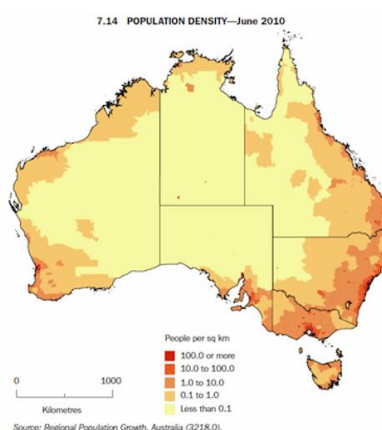 7.14 POPULATION DENSITY—June 2010
People per sq km
100.0 or more
10.0 to 100.0
1.0 to 10.0
0.1 to 1.0
Less than 0.1
0 1000
Kilometres
Source: Regional Population Growth, Australia (3218.0).